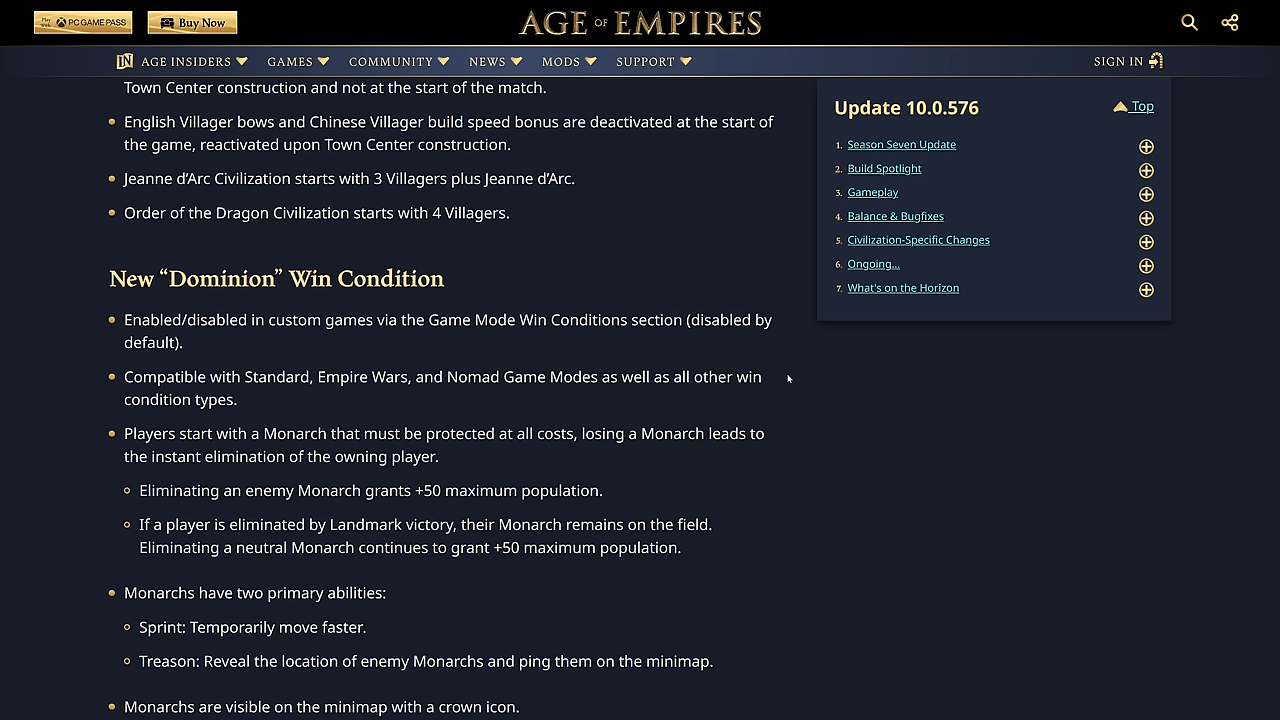 Play with PC GAME PASS
Buy Now
AGE OF EMPIRES
AGE INSIDERS GAMES COMMUNITY NEWS MODS SUPPORT SIGN IN
Town Center construction and not at the start of the match.
English Villager bows and Chinese Villager build speed bonus are deactivated at the start of
the game, reactivated upon Town Center construction.
Jeanne d’Arc Civilization starts with 3 Villagers plus Jeanne d’Arc.
Order of the Dragon Civilization starts with 4 Villagers.
New “Dominion” Win Condition
Enabled/disabled in custom games via the Game Mode Win Conditions section (disabled by
default).
Compatible with Standard, Empire Wars, and Nomad Game Modes as well as all other win
condition types.
Players start with a Monarch that must be protected at all costs, losing a Monarch leads to
the instant elimination of the owning player.
Eliminating an enemy Monarch grants +50 maximum population.
If a player is eliminated by Landmark victory, their Monarch remains on the field.
Eliminating a neutral Monarch continues to grant +50 maximum population.
Monarchs have two primary abilities:
Sprint: Temporarily move faster.
Treason: Reveal the location of enemy Monarchs and ping them on the minimap.
Monarchs are visible on the minimap with a crown icon.
Update 10.0.576
Top
1. Season Seven Update
2. Build Spotlight
3. Gameplay
4. Balance & Bugfixes
5. Civilization-Specific Changes
6. Ongoing...
7. What's on the Horizon